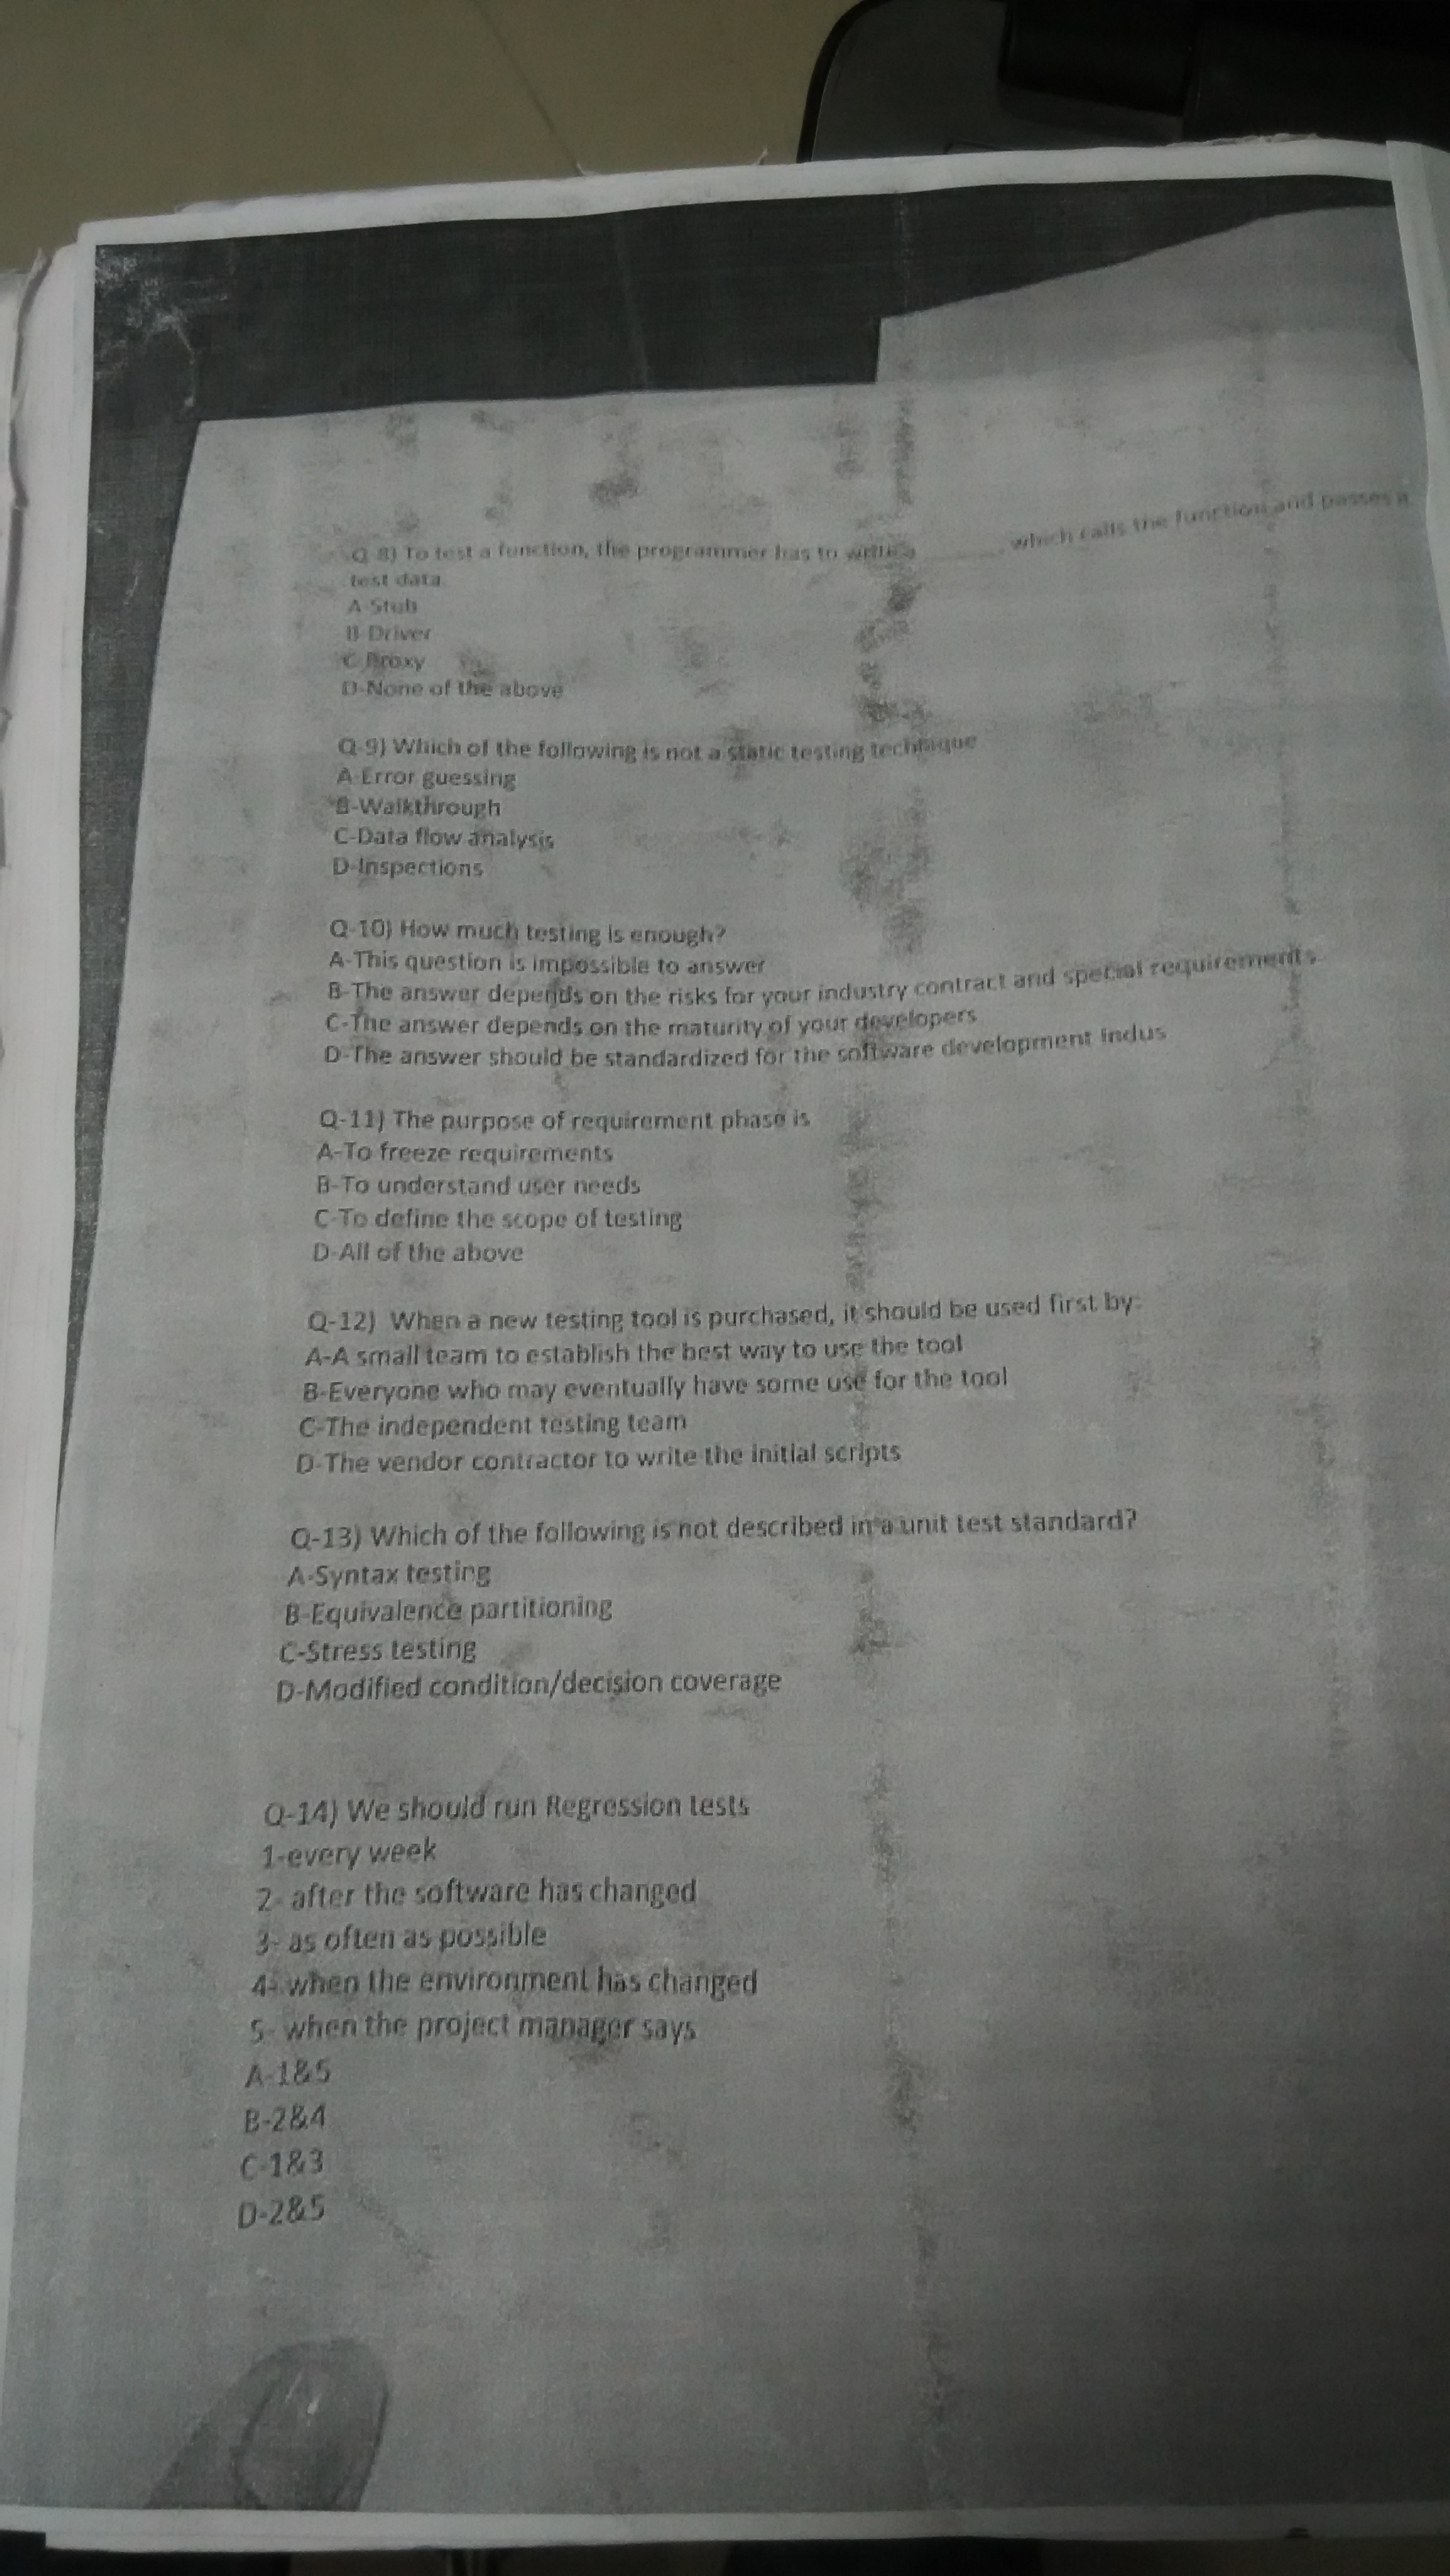 Q-8) To test a function, the programmer has to write a ________, which calls the function and passes it
test data.
A-Stub
B-Driver
C-Proxy
D-None of the above
Q-9) Which of the following is not a static testing technique
A-Error guessing
B-Walkthrough
C-Data flow analysis
D-Inspections
Q-10) How much testing is enough?
A-This question is impossible to answer
B-The answer depends on the risks for your industry contract and special requirements
C-The answer depends on the maturity of your developers
D-The answer should be standardized for the software development indus
Q-11) The purpose of requirement phase is
A-To freeze requirements
B-To understand user needs
C-To define the scope of testing
D-All of the above
Q-12) When a new testing tool is purchased, it should be used first by:
A-A small team to establish the best way to use the tool
B-Everyone who may eventually have some use for the tool
C-The independent testing team
D-The vendor contractor to write the initial scripts
Q-13) Which of the following is not described in a unit test standard?
A-Syntax testing
B-Equivalence partitioning
C-Stress testing
D-Modified condition/decision coverage
Q-14) We should run Regression tests
1-every week
2- after the software has changed
3- as often as possible
4- when the environment has changed
5- when the project manager says
A-1&5
B-2&4
C-1&3
D-2&5